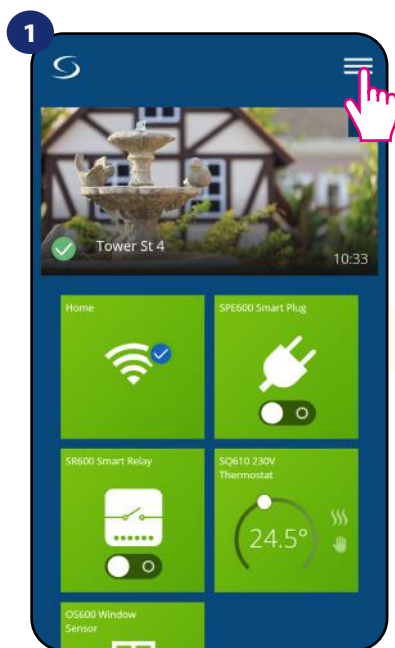 1
Tower St 4
10:33
Home
SPE600 Smart Plug
SR600 Smart Relay
SQ610 230V
Thermostat
24.5°
OS600 Window
Sensor